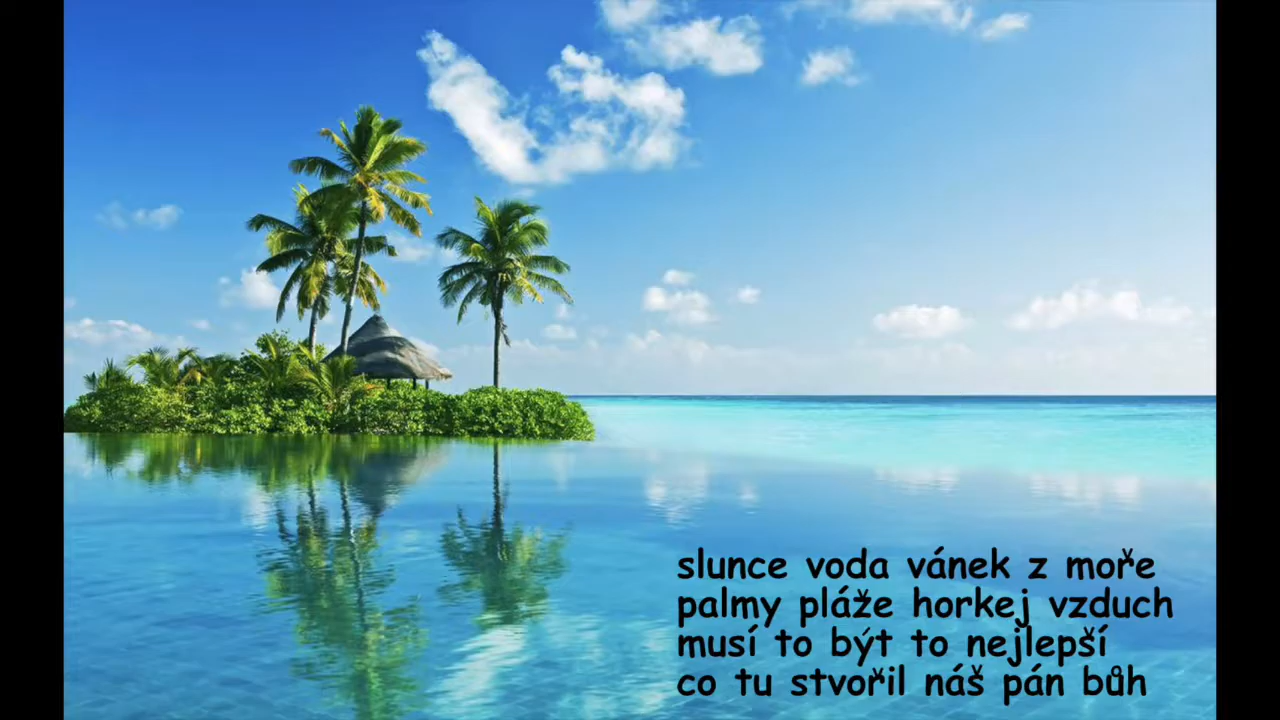 slunce voda vánek z moře
palmy pláže horkej vzduch
musí to být to nejlepší
co tu stvořil náš pán bůh